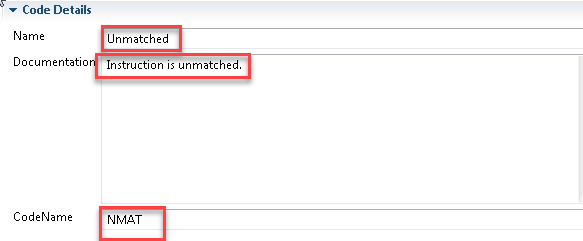 Code Details
Name Unmatched
Documentation Instruction is unmatched.
CodeName NMAT